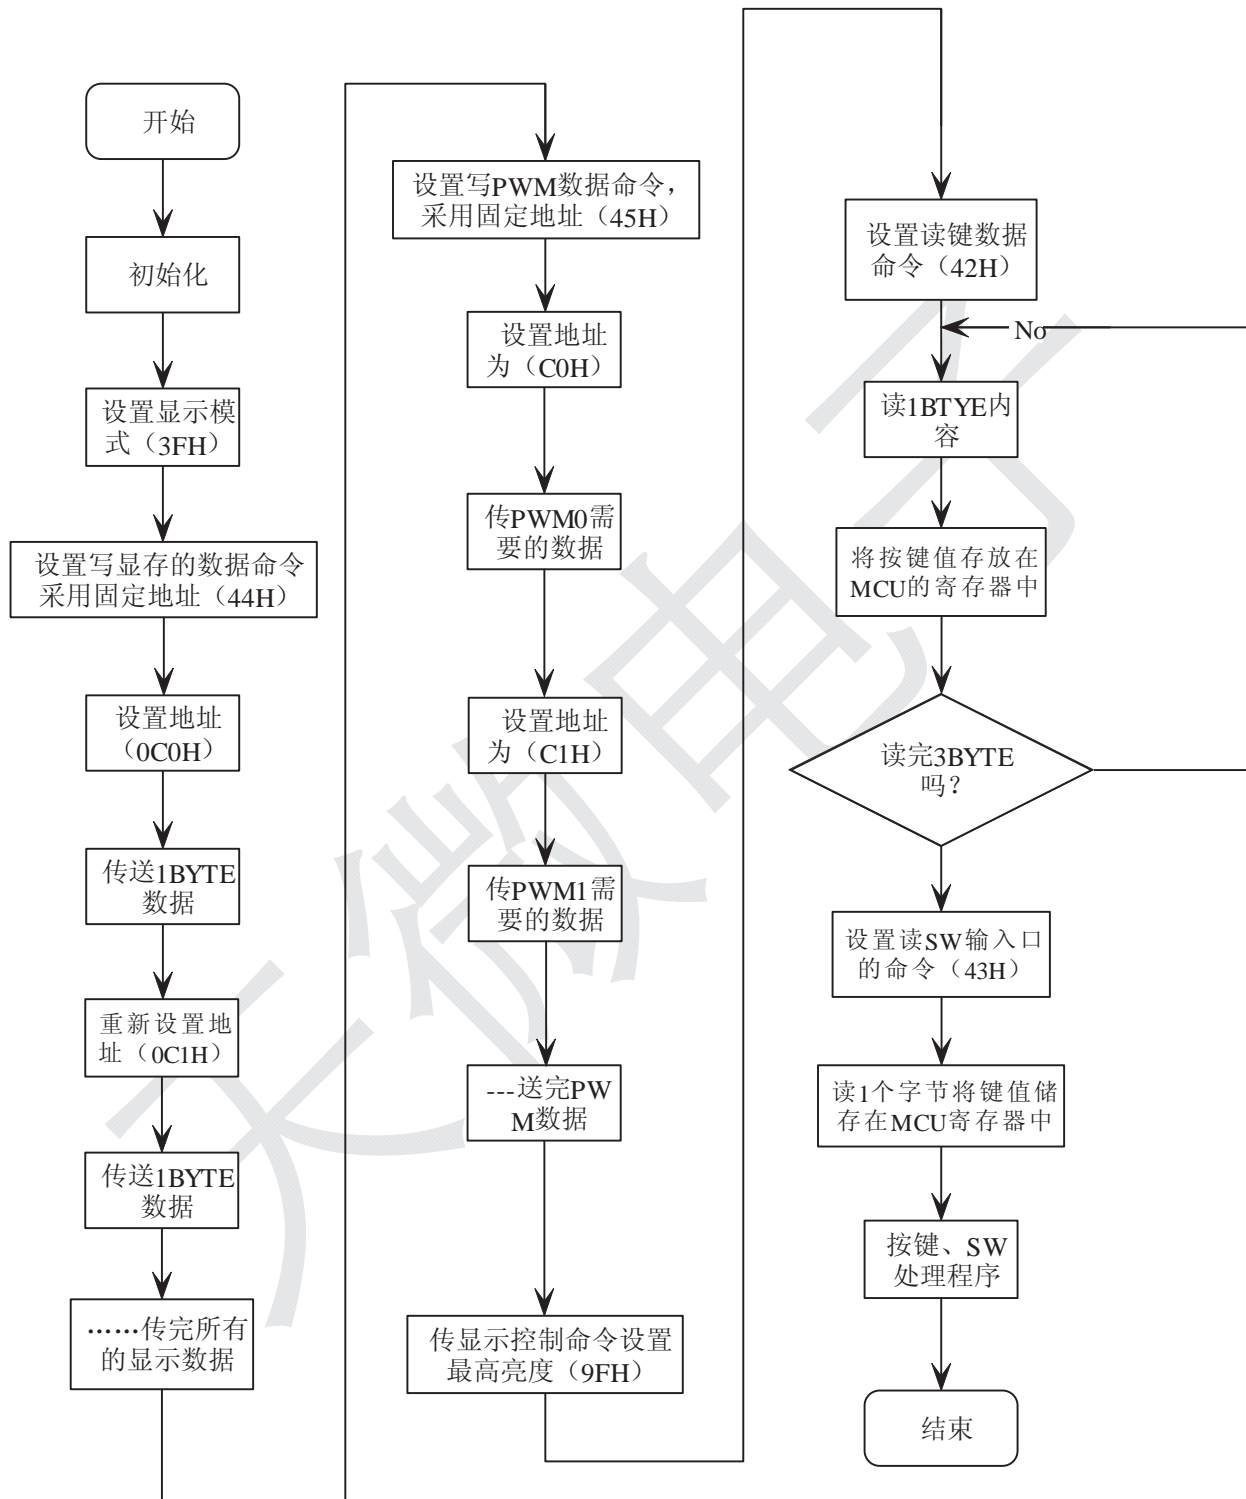 开始
初始化
设置显示模
式（3FH）
设置写显存的数据命令
采用固定地址（44H）
设置地址
（0C0H）
传送1BYTE
数据
重新设置地
址（0C1H）
传送1BYTE
数据
……传完所有
的显示数据
设置写PWM数据命令，
采用固定地址（45H）
设置地址
为（C0H）
传PWM0需
要的数据
设置地址
为（C1H）
传PWM1需
要的数据
---送完PW
M数据
传显示控制命令设置
最高亮度（9FH）
设置读键数据
命令（42H）
No
读1BTYE内
容
将按键值存放在
MCU的寄存器中
读完3BYTE
吗？
设置读SW输入口
的命令（43H）
读1个字节将键值储
存在MCU寄存器中
按键、SW
处理程序
结束
天微电子